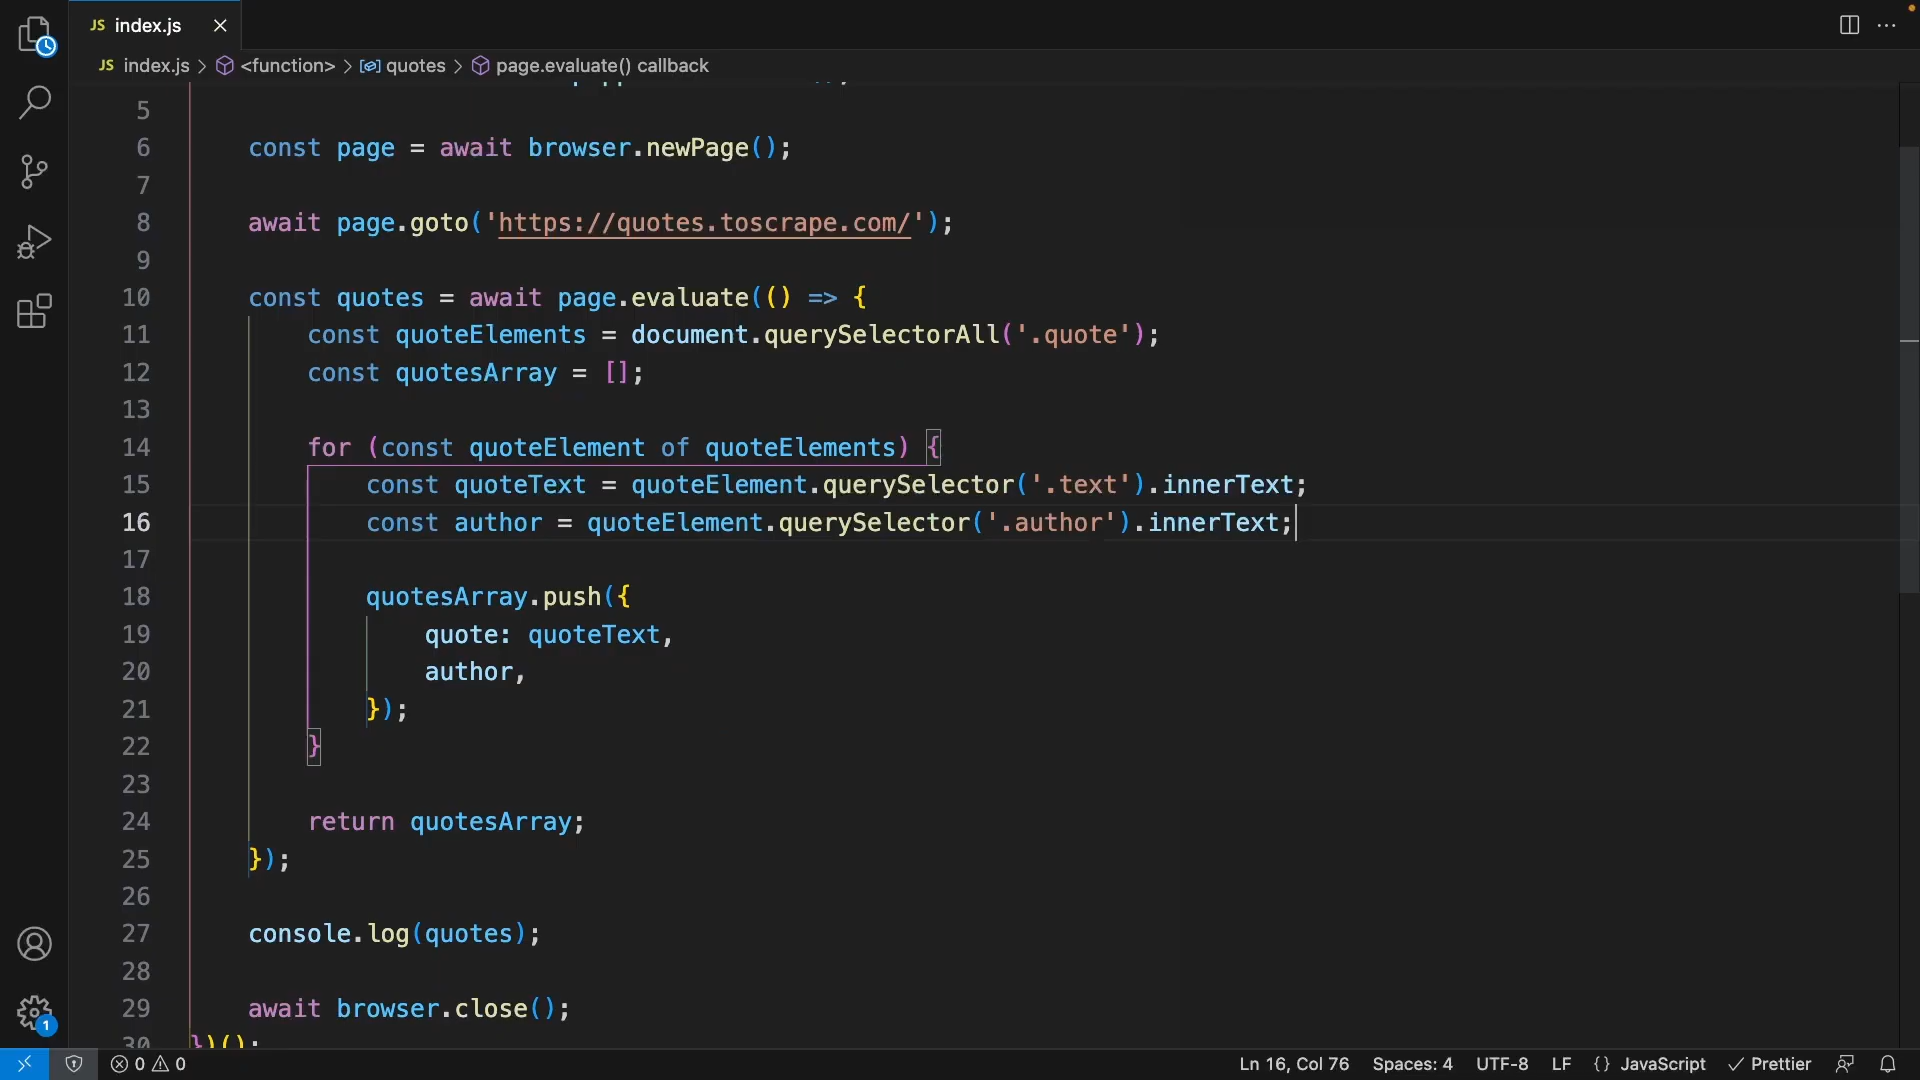 JS index.js
JS index.js > <function> > quotes > page.evaluate() callback
5
6 const page = await browser.newPage();
7
8 await page.goto('https://quotes.toscrape.com/');
9
10 const quotes = await page.evaluate(() => {
11 const quoteElements = document.querySelectorAll('.quote');
12 const quotesArray = [];
13
14 for (const quoteElement of quoteElements) {
15 const quoteText = quoteElement.querySelector('.text').innerText;
16 const author = quoteElement.querySelector('.author').innerText;
17
18 quotesArray.push({
19 quote: quoteText,
20 author,
21 });
22 }
23
24 return quotesArray;
25 });
26
27 console.log(quotes);
28
29 await browser.close();
30 })();
1
0 0 Ln 16, Col 76 Spaces: 4 UTF-8 LF {} JavaScript Prettier